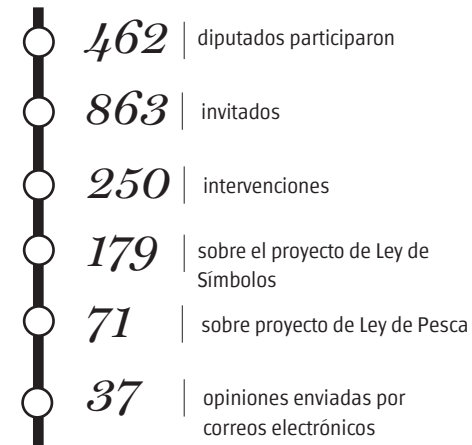 462 diputados participaron
863 invitados
250 intervenciones
179 sobre el proyecto de Ley de
Símbolos
71 sobre proyecto de Ley de Pesca
37 opiniones enviadas por
correos electrónicos